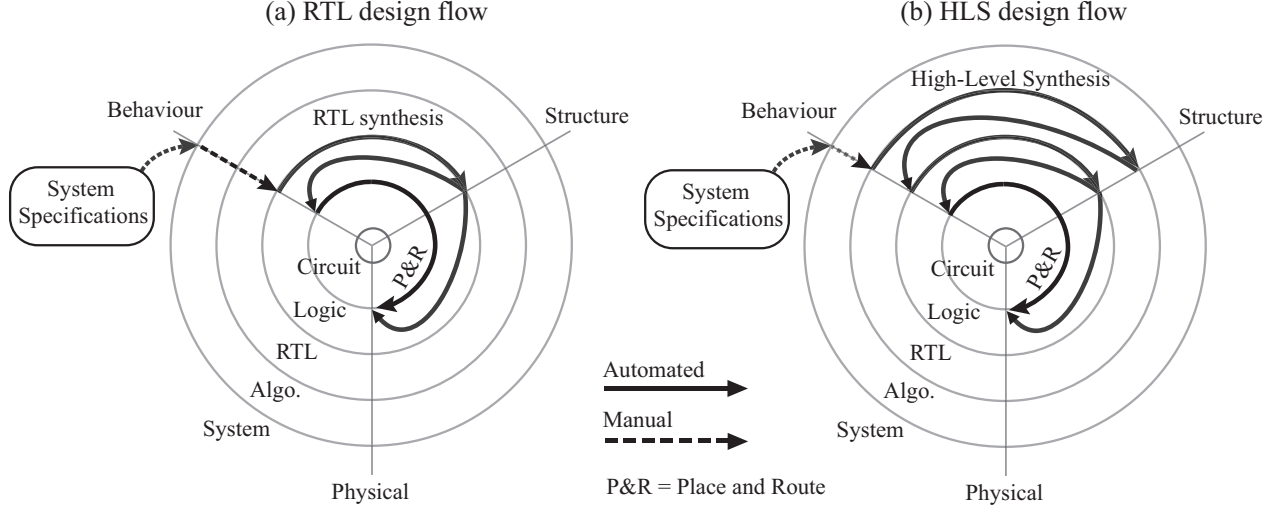 (a) RTL design flow
Behaviour
RTL synthesis
Structure
System
Specifications
Circuit
P&R
Logic
RTL
Algo.
System
Physical
(b) HLS design flow
High-Level Synthesis
Behaviour
Structure
System
Specifications
Circuit
P&R
Logic
RTL
Algo.
System
Physical
Automated
Manual
P&R = Place and Route